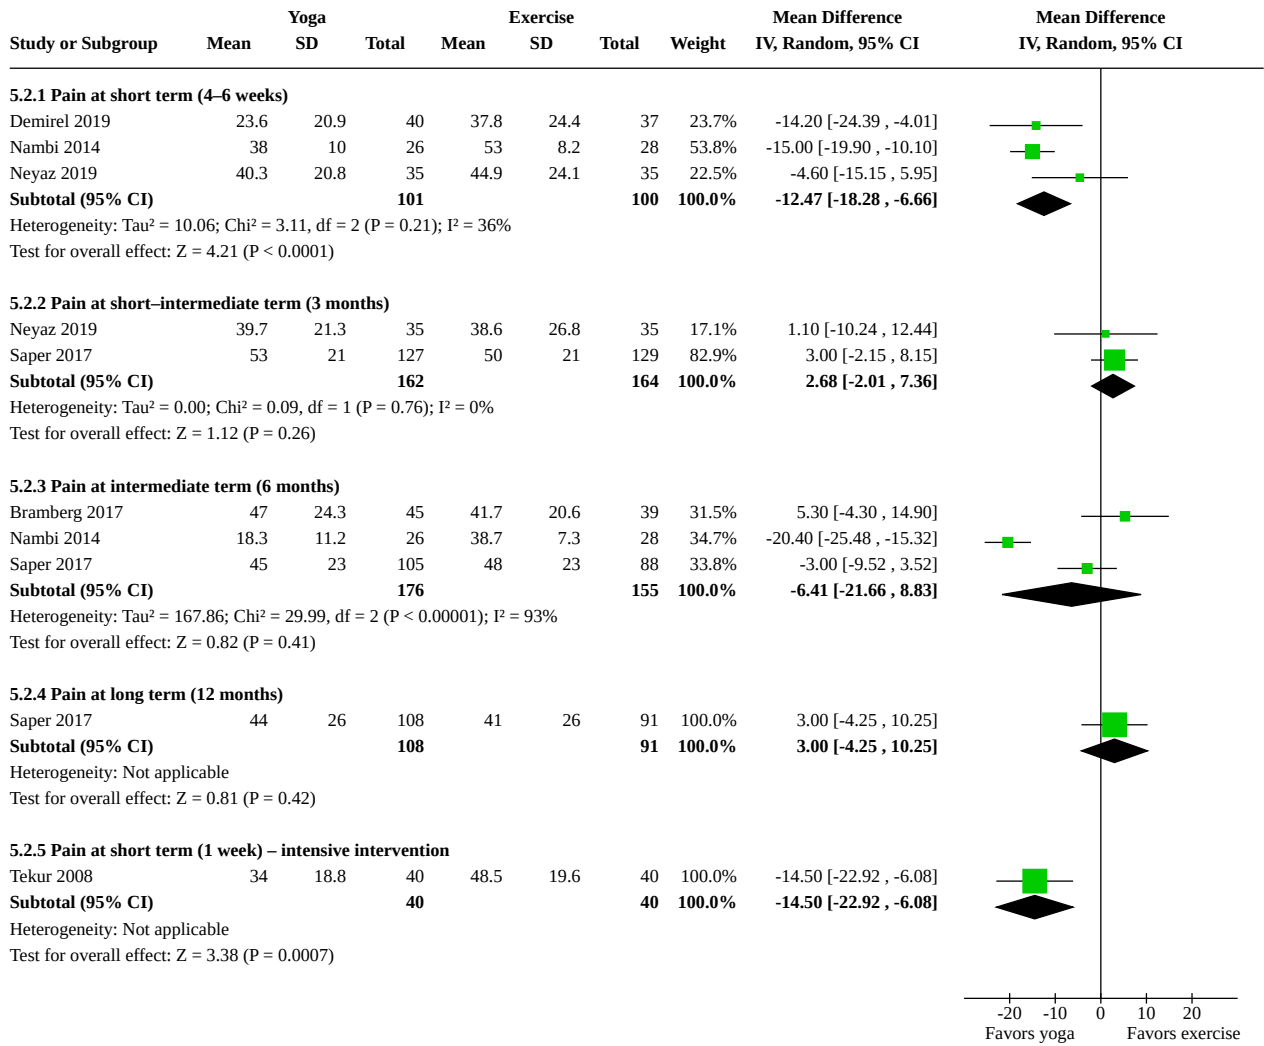 Yoga Exercise Mean Difference Mean Difference
Study or Subgroup Mean SD Total Mean SD Total Weight IV, Random, 95% CI IV, Random, 95% CI
5.2.1 Pain at short term (4–6 weeks)
Demirel 2019 23.6 20.9 40 37.8 24.4 37 23.7% -14.20 [-24.39 , -4.01]
Nambi 2014 38 10 26 53 8.2 28 53.8% -15.00 [-19.90 , -10.10]
Neyaz 2019 40.3 20.8 35 44.9 24.1 35 22.5% -4.60 [-15.15 , 5.95]
Subtotal (95% CI) 101 100 100.0% -12.47 [-18.28 , -6.66]
Heterogeneity: Tau² = 10.06; Chi² = 3.11, df = 2 (P = 0.21); I² = 36%
Test for overall effect: Z = 4.21 (P < 0.0001)
5.2.2 Pain at short–intermediate term (3 months)
Neyaz 2019 39.7 21.3 35 38.6 26.8 35 17.1% 1.10 [-10.24 , 12.44]
Saper 2017 53 21 127 50 21 129 82.9% 3.00 [-2.15 , 8.15]
Subtotal (95% CI) 162 164 100.0% 2.68 [-2.01 , 7.36]
Heterogeneity: Tau² = 0.00; Chi² = 0.09, df = 1 (P = 0.76); I² = 0%
Test for overall effect: Z = 1.12 (P = 0.26)
5.2.3 Pain at intermediate term (6 months)
Bramberg 2017 47 24.3 45 41.7 20.6 39 31.5% 5.30 [-4.30 , 14.90]
Nambi 2014 18.3 11.2 26 38.7 7.3 28 34.7% -20.40 [-25.48 , -15.32]
Saper 2017 45 23 105 48 23 88 33.8% -3.00 [-9.52 , 3.52]
Subtotal (95% CI) 176 155 100.0% -6.41 [-21.66 , 8.83]
Heterogeneity: Tau² = 167.86; Chi² = 29.99, df = 2 (P < 0.00001); I² = 93%
Test for overall effect: Z = 0.82 (P = 0.41)
5.2.4 Pain at long term (12 months)
Saper 2017 44 26 108 41 26 91 100.0% 3.00 [-4.25 , 10.25]
Subtotal (95% CI) 108 91 100.0% 3.00 [-4.25 , 10.25]
Heterogeneity: Not applicable
Test for overall effect: Z = 0.81 (P = 0.42)
5.2.5 Pain at short term (1 week) – intensive intervention
Tekur 2008 34 18.8 40 48.5 19.6 40 100.0% -14.50 [-22.92 , -6.08]
Subtotal (95% CI) 40 40 100.0% -14.50 [-22.92 , -6.08]
Heterogeneity: Not applicable
Test for overall effect: Z = 3.38 (P = 0.0007)
-20 -10 0 10 20
Favors yoga Favors exercise